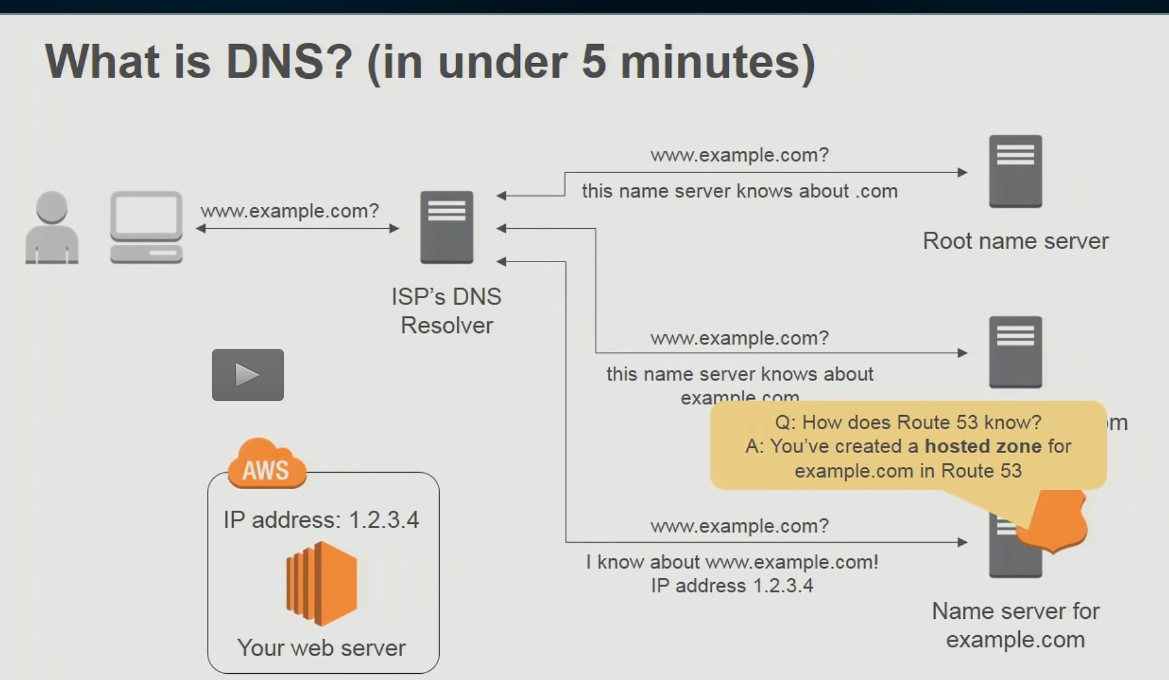 What is DNS? (in under 5 minutes)
www.example.com?
this name server knows about .com
Root name server
www.example.com?
ISP's DNS
Resolver
www.example.com?
this name server knows about
example.com
Q: How does Route 53 know?
A: You've created a hosted zone for
example.com in Route 53
www.example.com?
I know about www.example.com!
IP address 1.2.3.4
Name server for
example.com
AWS
IP address: 1.2.3.4
Your web server